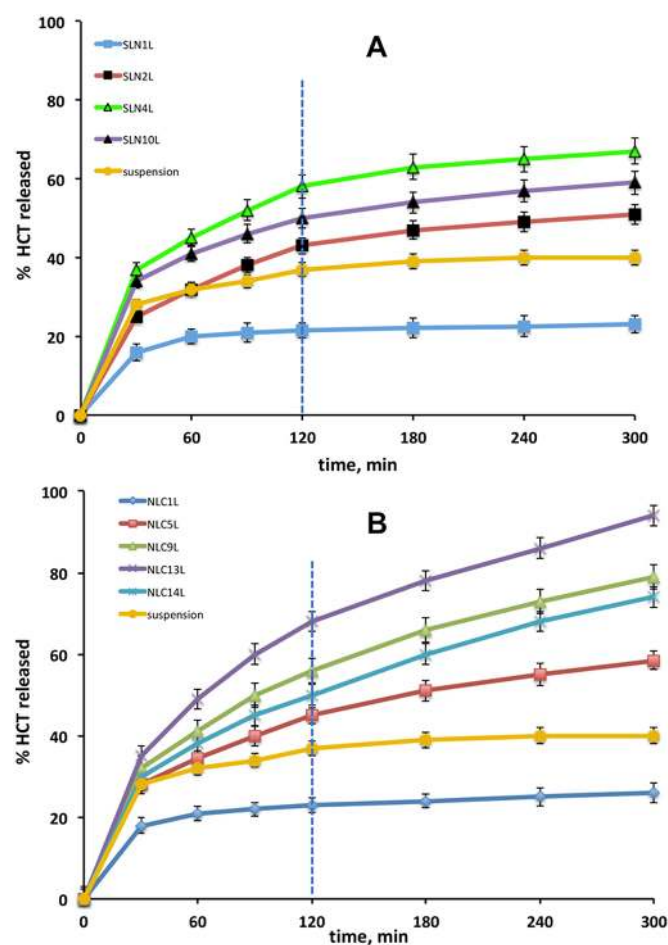 A
SLN1L
SLN2L
SLN4L
SLN10L
suspension
% HCT released
100
80
60
40
20
0
0 60 120 180 240 300
time, min
B
NLC1L
NLC5L
NLC9L
NLC13L
NLC14L
suspension
% HCT released
100
80
60
40
20
0
0 60 120 180 240 300
time, min